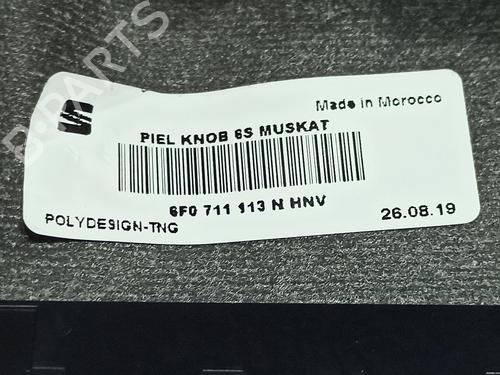 B-PARTS
Made in Morocco
PIEL KNOB 6S MUSKAT
6F0 711 113 N HNV
POLYDESIGN-TNG
26.08.19